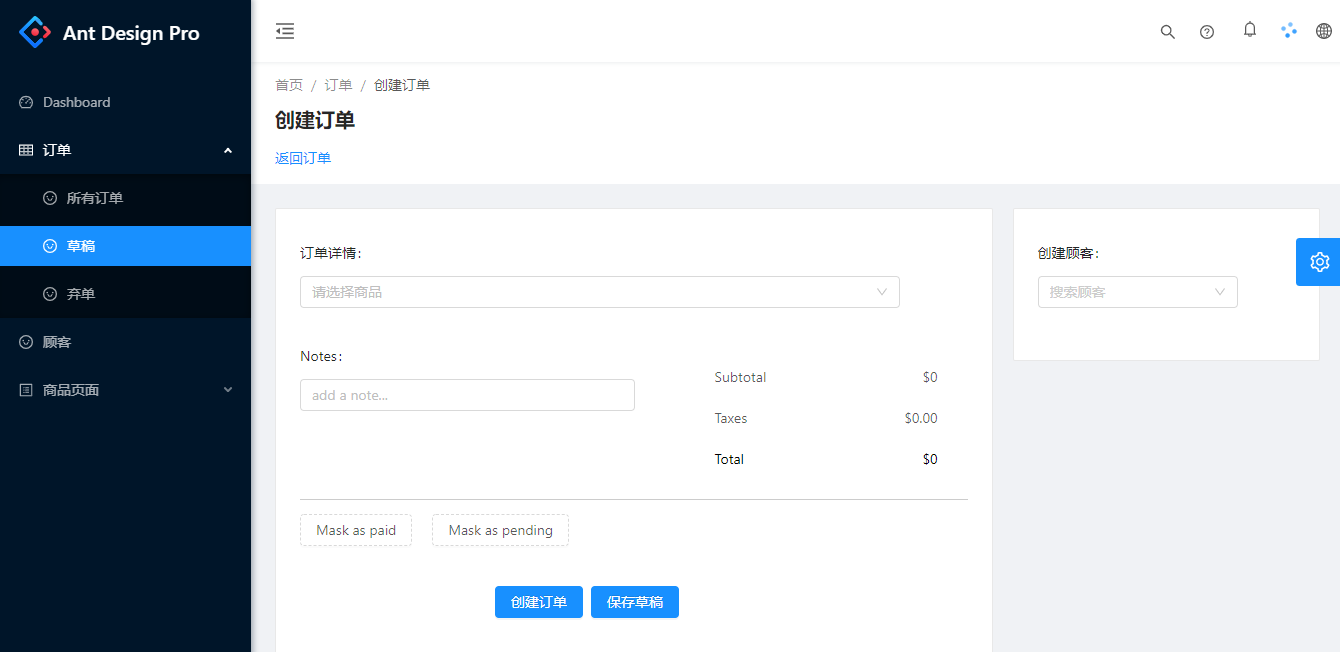 Ant Design Pro
Dashboard
订单
所有订单
草稿
弃单
顾客
商品页面
首页 / 订单 / 创建订单
创建订单
返回订单
订单详情:
请选择商品
Notes:
add a note...
Subtotal $0
Taxes $0.00
Total $0
Mask as paid Mask as pending
创建订单 保存草稿
创建顾客:
搜索顾客